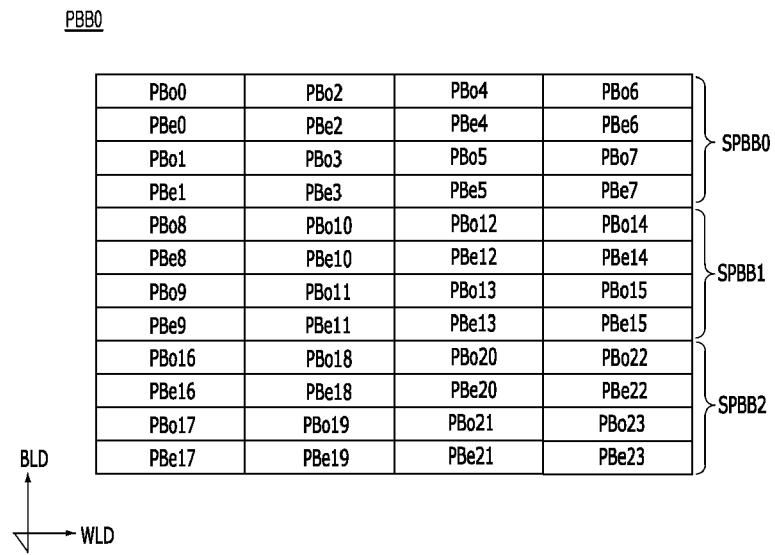 PBB0
PBo0 PBo2 PBo4 PBo6
PBe0 PBe2 PBe4 PBe6
SPBB0
PBo1 PBo3 PBo5 PBo7
PBe1 PBe3 PBe5 PBe7
PBo8 PBo10 PBo12 PBo14
PBe8 PBe10 PBe12 PBe14
SPBB1
PBo9 PBo11 PBo13 PBo15
PBe9 PBe11 PBe13 PBe15
PBo16 PBo18 PBo20 PBo22
PBe16 PBe18 PBe20 PBe22
SPBB2
PBo17 PBo19 PBo21 PBo23
PBe17 PBe19 PBe21 PBe23
BLD
WLD